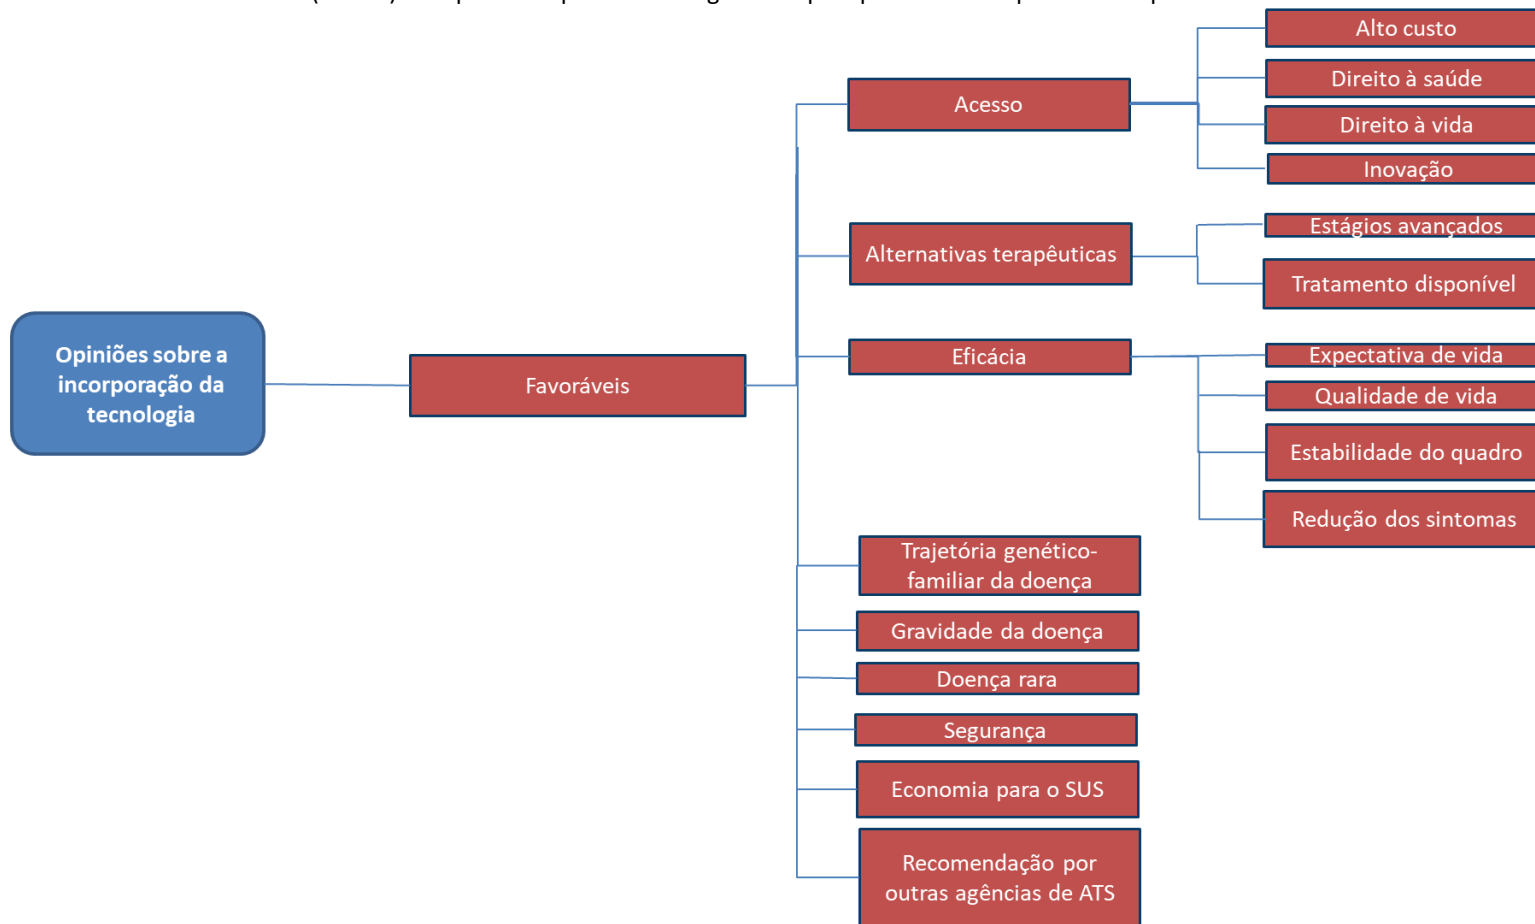 Alto custo
Direito à saúde
Acesso
Direito à vida
Inovação
Estágios avançados
Alternativas terapêuticas
Tratamento disponível
Opiniões sobre a
incorporação da
tecnologia
Favoráveis
Eficácia
Expectativa de vida
Qualidade de vida
Estabilidade do quadro
Redução dos sintomas
Trajetória genético-
familiar da doença
Gravidade da doença
Doença rara
Segurança
Economia para o SUS
Recomendação por
outras agências de ATS